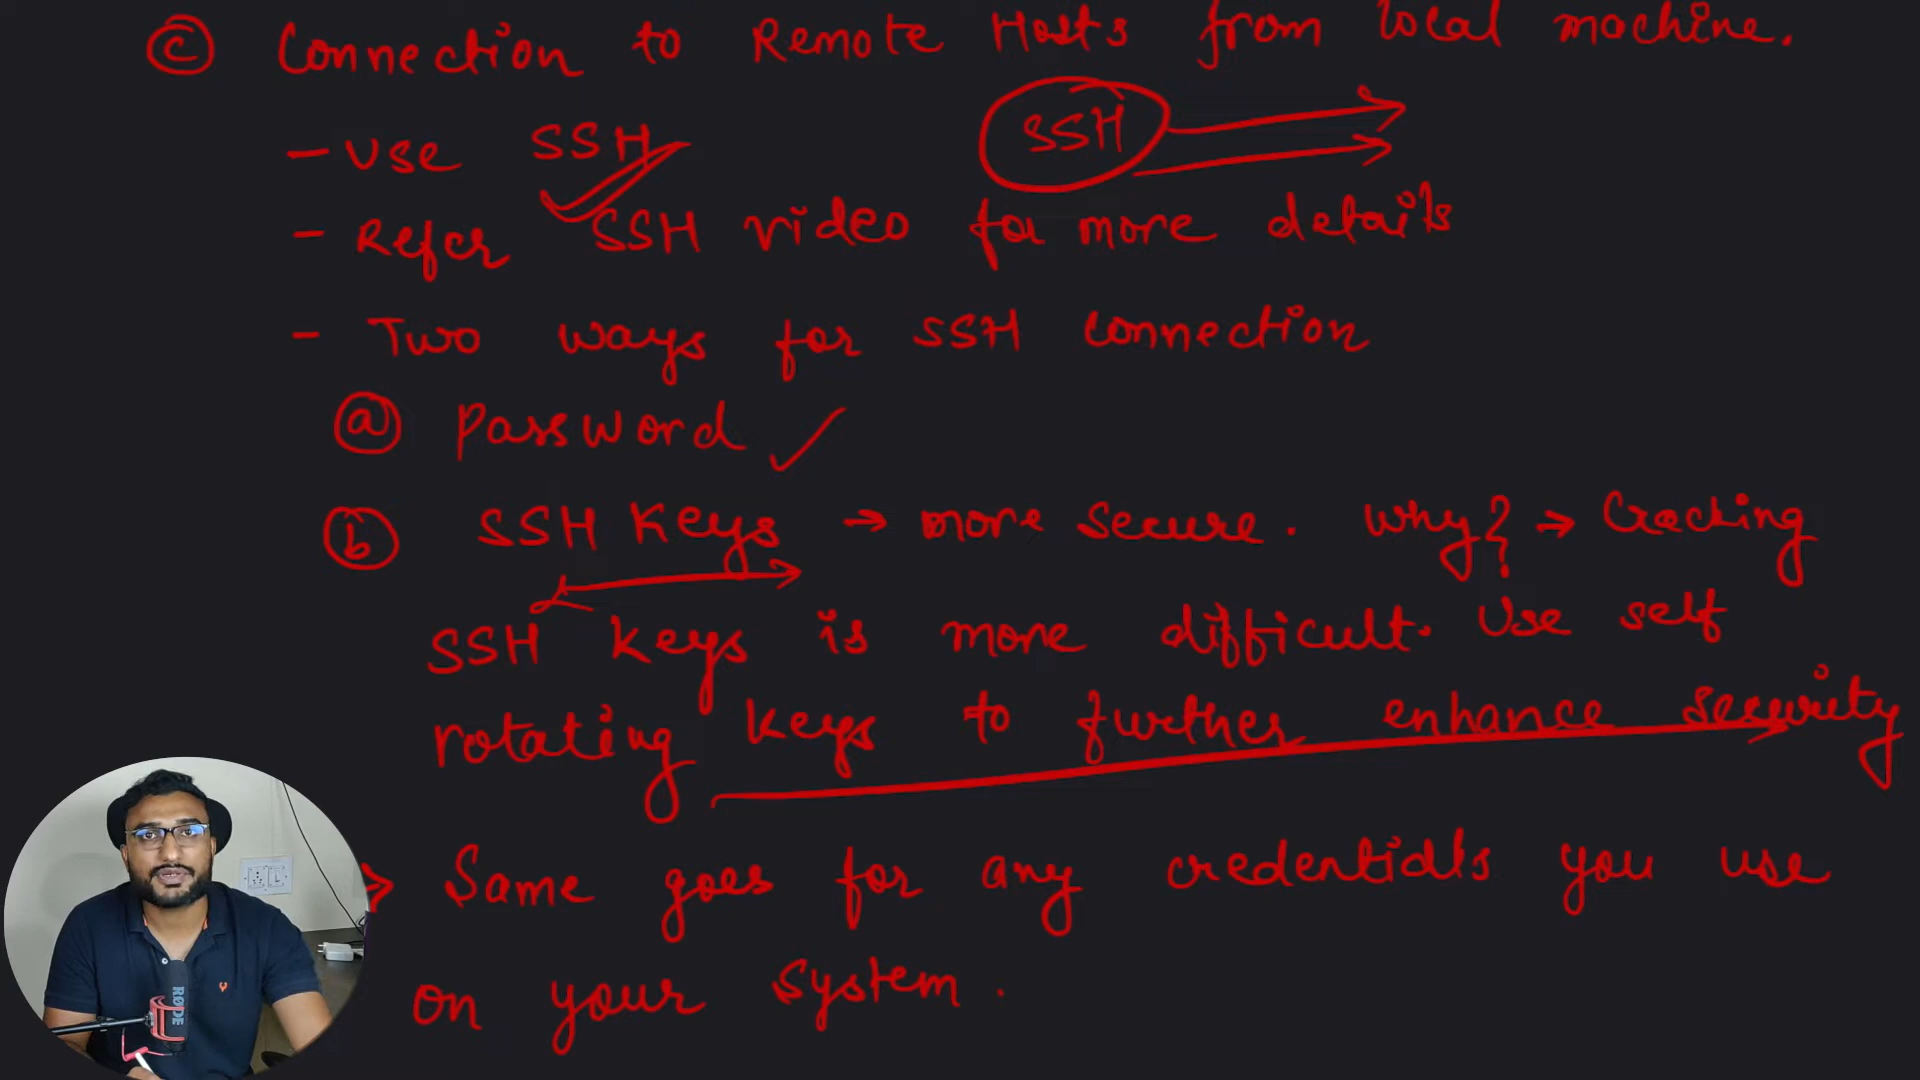 © Connection to Remote Hosts from local machine.
- Use SSH SSH
- Refer SSH video for more details
- Two ways for SSH connection
ⓐ Password ✓
ⓑ SSH Keys → more secure. Why? → Cracking
SSH keys is more difficult. Use self
rotating keys to further enhance security
→ Same goes for any credentials you use
on your system.
RØDE